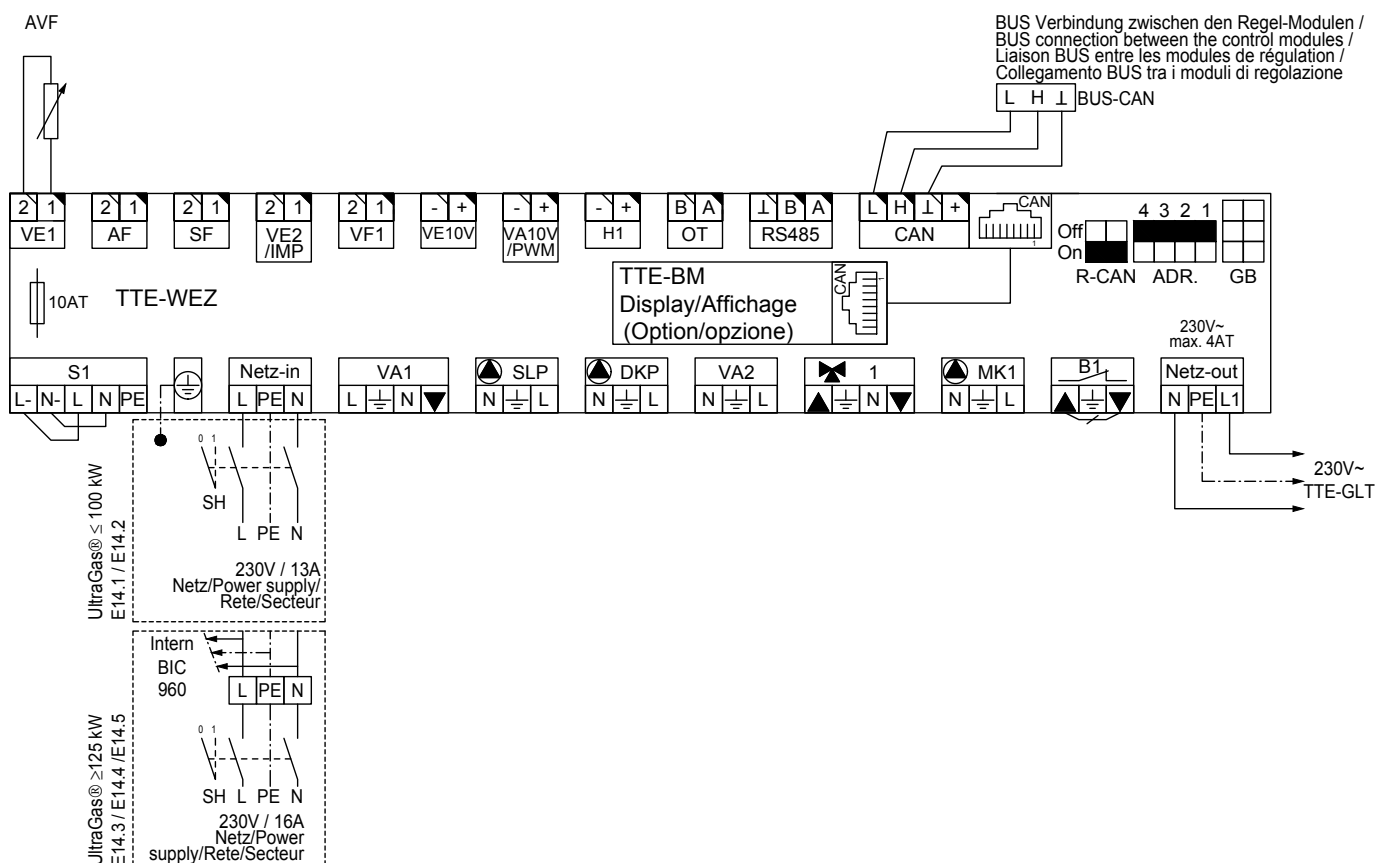 AVF
BUS Verbindung zwischen den Regel-Modulen /
BUS connection between the control modules /
Liaison BUS entre les modules de régulation /
Collegamento BUS tra i moduli di regolazione
L H ⊥ BUS-CAN
2 1 2 1 2 1 2 1 2 1 - + - + - + B A ⊥ B A L H ⊥ + CAN
VE1 AF SF VE2 VF1 VE10V VA10V H1 OT RS485 CAN
/IMP /PWM
1
4 3 2 1
Off
On
R-CAN ADR. GB
10AT TTE-WEZ
TTE-BM
Display/Affichage
(Option/opzione)
CAN
1
230V~
max. 4AT
S1 Netz-in VA1 SLP DKP VA2 1 MK1 B1 Netz-out
L- N- L N PE L PE N L N N L N L N L N N L N PE L1
0 1
SH
L PE N
230V / 13A
Netz/Power supply/
Rete/Secteur
UltraGas® ≤ 100 kW
E14.1 / E14.2
230V~
TTE-GLT
Intern
BIC
960
L PE N
0 1
SH L PE N
230V / 16A
Netz/Power
supply/Rete/Secteur
UltraGas® ≥125 kW
E14.3 / E14.4 /E14.5